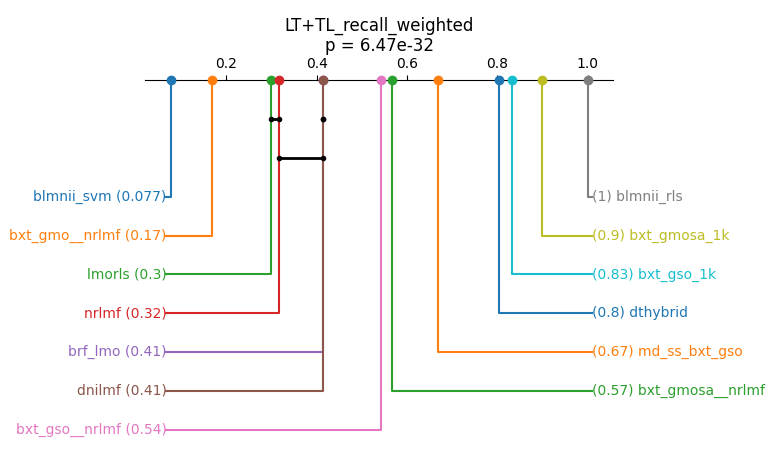 LT+TL_recall_weighted
p = 6.47e-32
0.2 0.4 0.6 0.8 1.0
blmnii_svm (0.077) (1) blmnii_rls
bxt_gmo__nrlmf (0.17) (0.9) bxt_gmosa_1k
lmorls (0.3) (0.83) bxt_gso_1k
nrlmf (0.32) (0.8) dthybrid
brf_lmo (0.41) (0.67) md_ss_bxt_gso
dnilmf (0.41) (0.57) bxt_gmosa__nrlmf
bxt_gso__nrlmf (0.54)